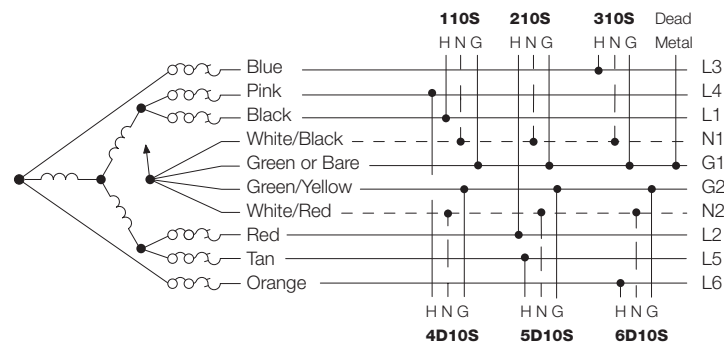 110S 210S 310S Dead
H N G H N G H N G Metal
Blue L3
Pink L4
Black L1
White/Black N1
Green or Bare G1
Green/Yellow G2
White/Red N2
Red L2
Tan L5
Orange L6
H N G H N G H N G
4D10S 5D10S 6D10S